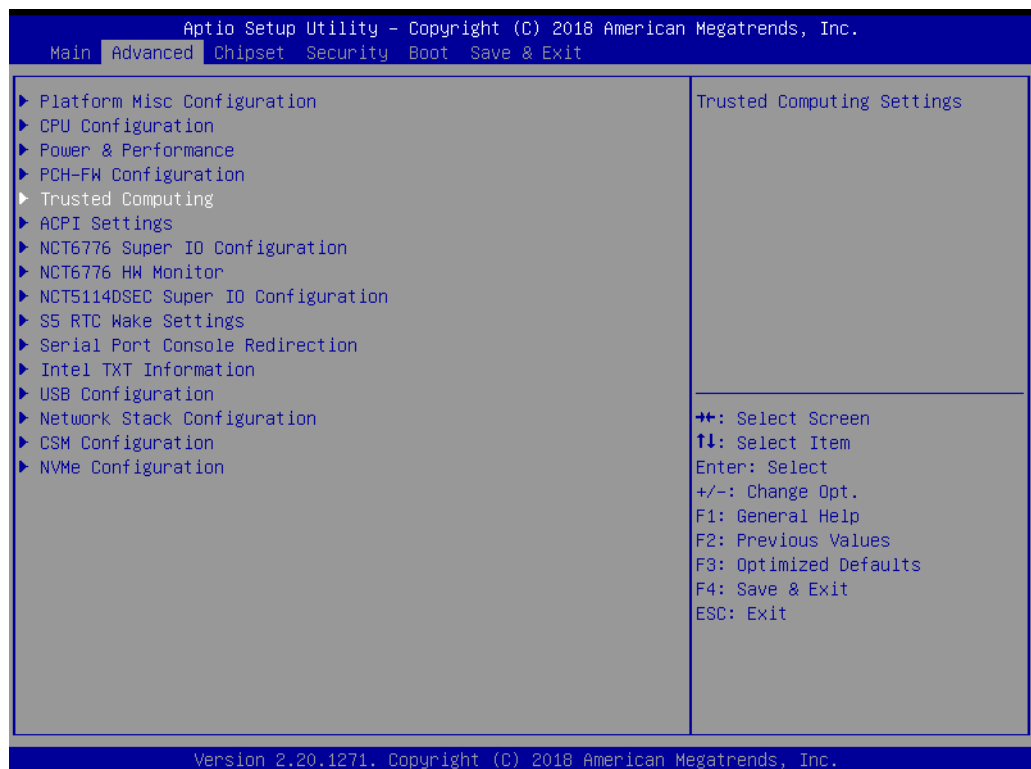 Aptio Setup Utility – Copyright (C) 2018 American Megatrends, Inc.
Main Advanced Chipset Security Boot Save & Exit
Platform Misc Configuration
CPU Configuration
Power & Performance
PCH-FW Configuration
Trusted Computing
ACPI Settings
NCT6776 Super IO Configuration
NCT6776 HW Monitor
NCT5114DSEC Super IO Configuration
S5 RTC Wake Settings
Serial Port Console Redirection
Intel TXT Information
USB Configuration
Network Stack Configuration
CSM Configuration
NVMe Configuration
Trusted Computing Settings
→←: Select Screen
↑↓: Select Item
Enter: Select
+/-: Change Opt.
F1: General Help
F2: Previous Values
F3: Optimized Defaults
F4: Save & Exit
ESC: Exit
Version 2.20.1271. Copyright (C) 2018 American Megatrends, Inc.